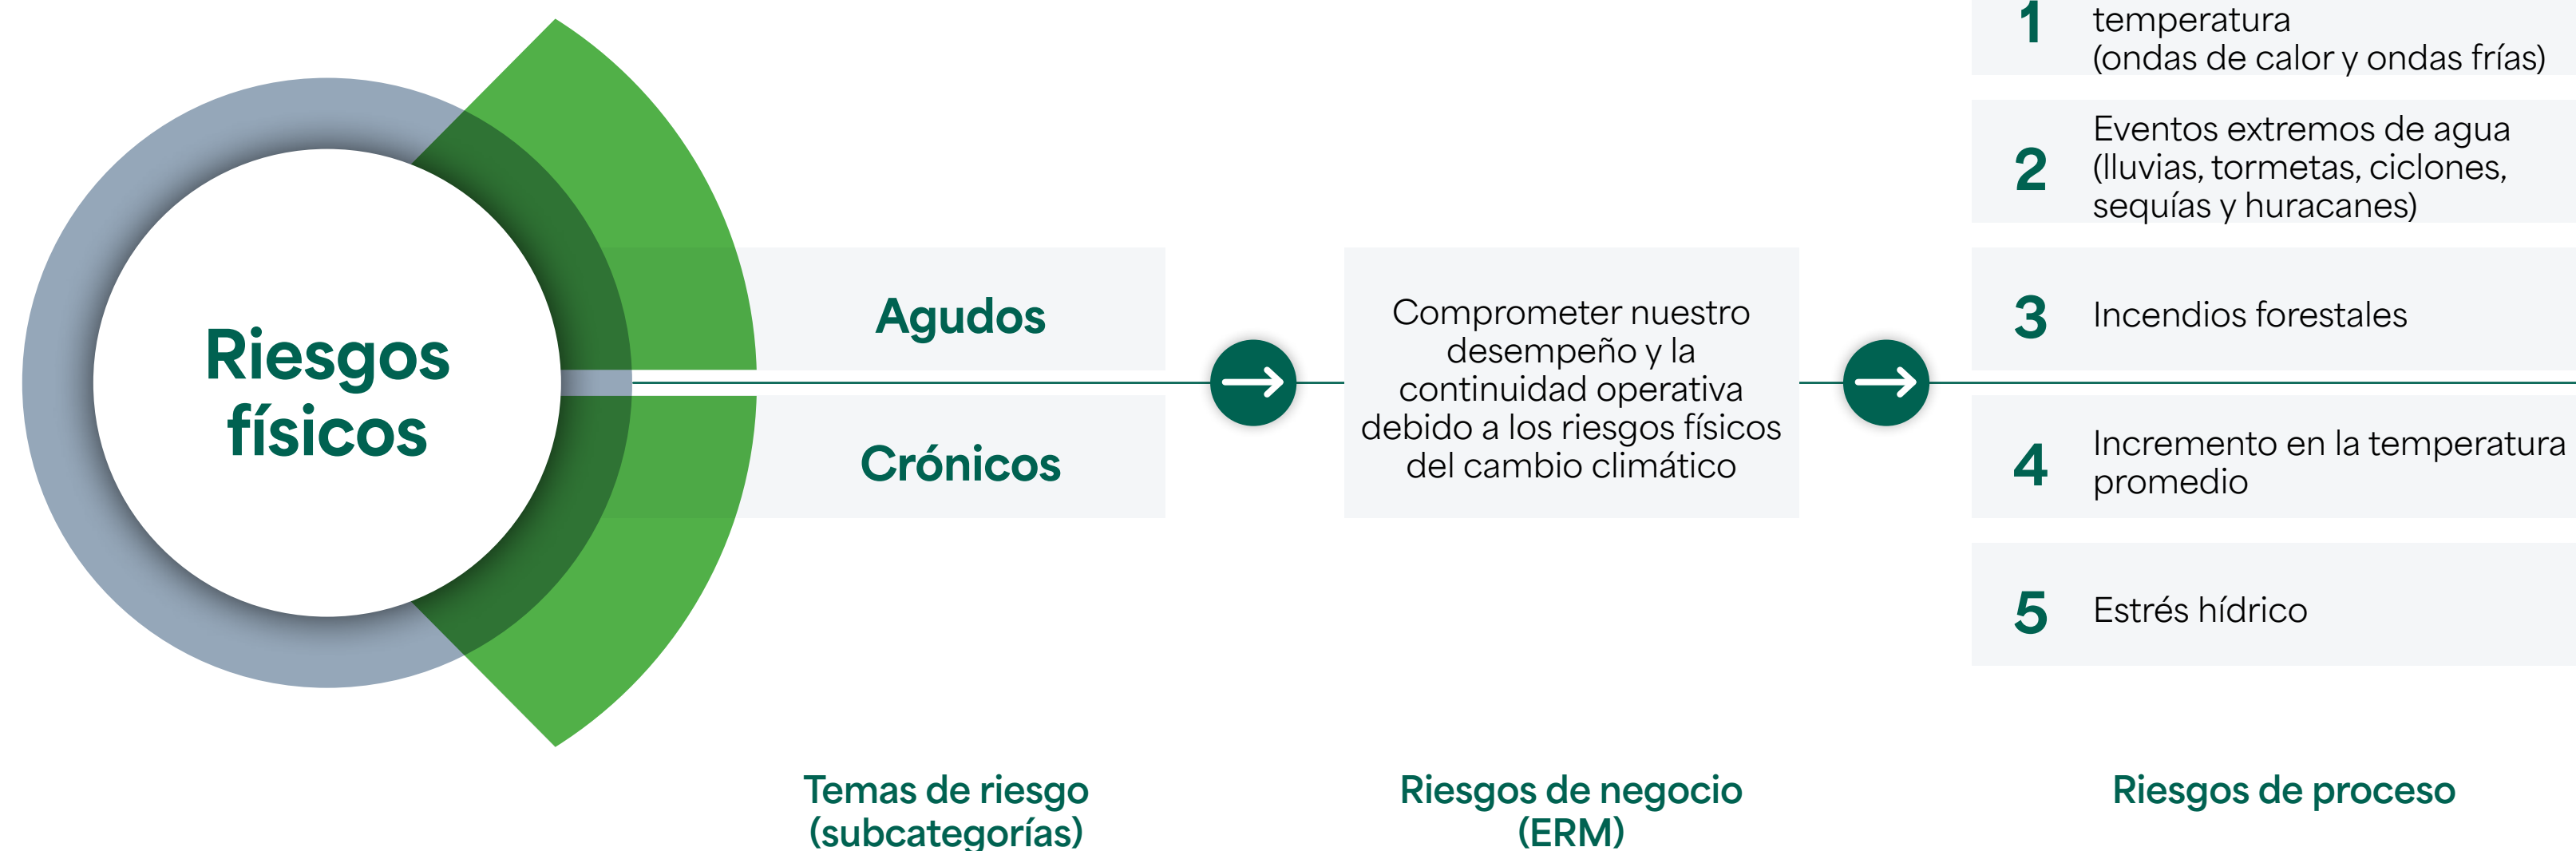 Riesgos
físicos
Agudos
Crónicos
Temas de riesgo
(subcategorías)
Comprometer nuestro
desempeño y la
continuidad operativa
debido a los riesgos físicos
del cambio climático
Riesgos de negocio
(ERM)
1
temperatura
(ondas de calor y ondas frías)
2
Eventos extremos de agua
(lluvias, tormetas, ciclones,
sequías y huracanes)
3
Incendios forestales
4
Incremento en la temperatura
promedio
5
Estrés hídrico
Riesgos de proceso